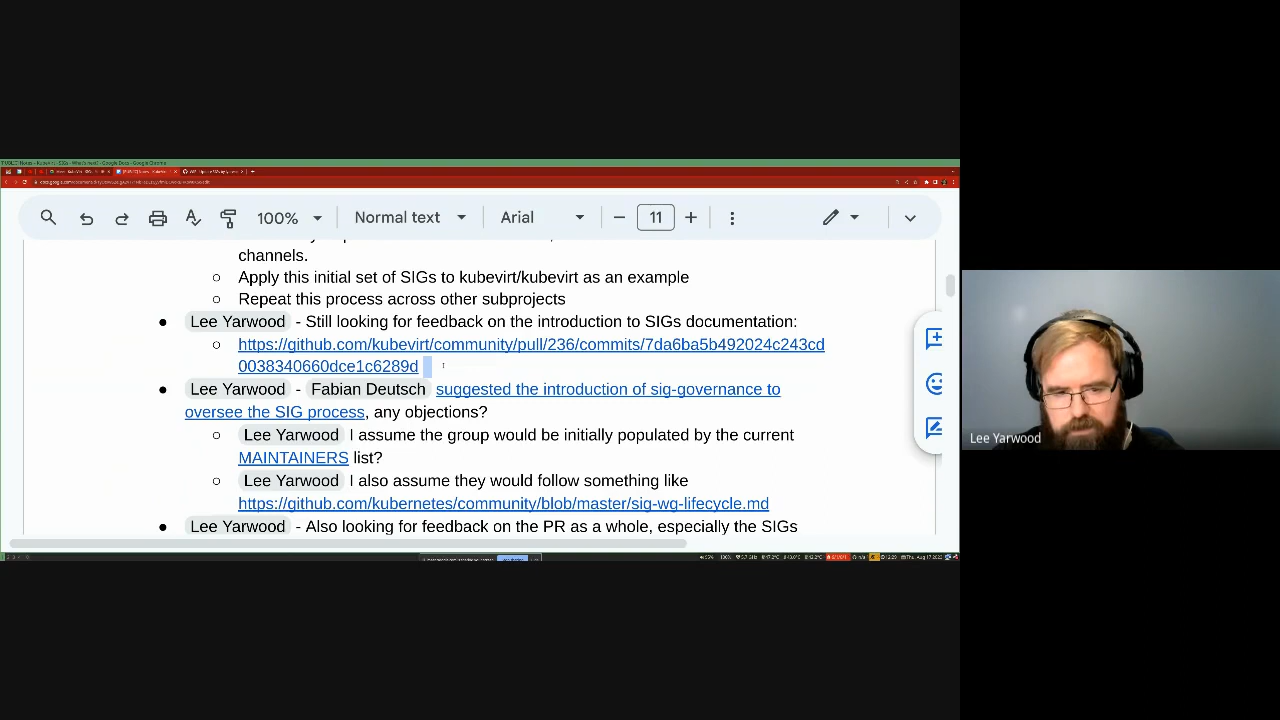 100%
Normal text
Arial
11
channels.
Apply this initial set of SIGs to kubevirt/kubevirt as an example
Repeat this process across other subprojects
Lee Yarwood - Still looking for feedback on the introduction to SIGs documentation:
https://github.com/kubevirt/community/pull/236/commits/7da6ba5b492024c243cd
0038340660dce1c6289d
Lee Yarwood - Fabian Deutsch suggested the introduction of sig-governance to
oversee the SIG process, any objections?
Lee Yarwood I assume the group would be initially populated by the current
MAINTAINERS list?
Lee Yarwood I also assume they would follow something like
https://github.com/kubernetes/community/blob/master/sig-wg-lifecycle.md
Lee Yarwood - Also looking for feedback on the PR as a whole, especially the SIGs
Lee Yarwood